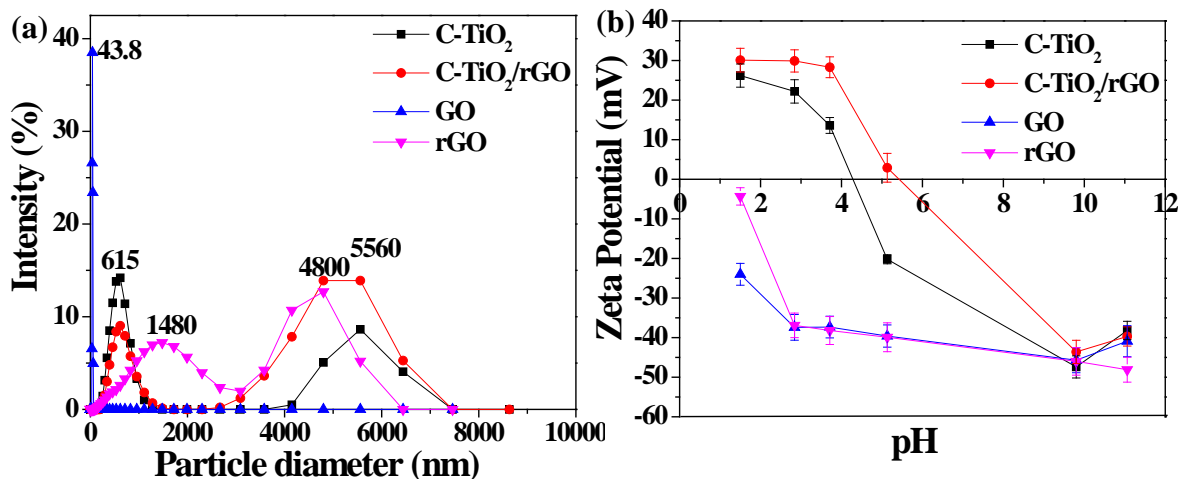 (a)
C-TiO₂
C-TiO₂/rGO
GO
rGO
43.8
615
1480
4800
5560
40
30
20
10
0
Intensity (%)
0 2000 4000 6000 8000 10000
Particle diameter (nm)
(b)
C-TiO₂
C-TiO₂/rGO
GO
rGO
40
30
20
10
0
-10
-20
-30
-40
-50
-60
Zeta Potential (mV)
0 2 4 6 8 10 12
pH